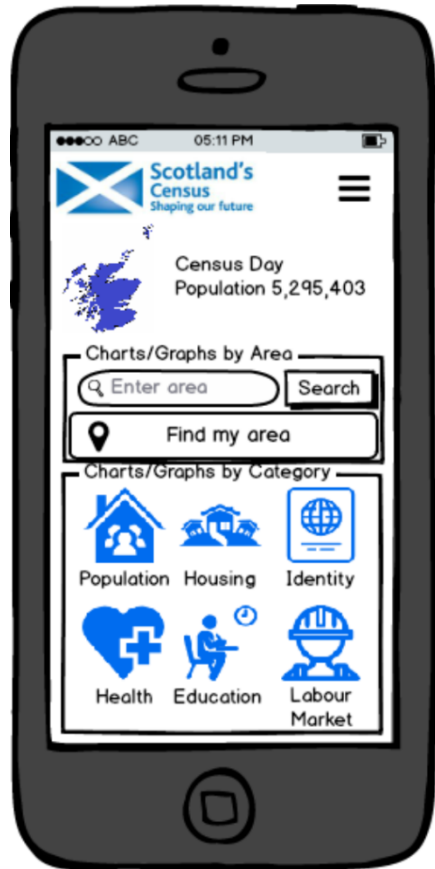 ABC 05:11 PM
Scotland's
Census
Shaping our future
Census Day
Population 5,295,403
Charts/Graphs by Area
Enter area Search
Find my area
Charts/Graphs by Category
Population Housing Identity
Health Education Labour
Market